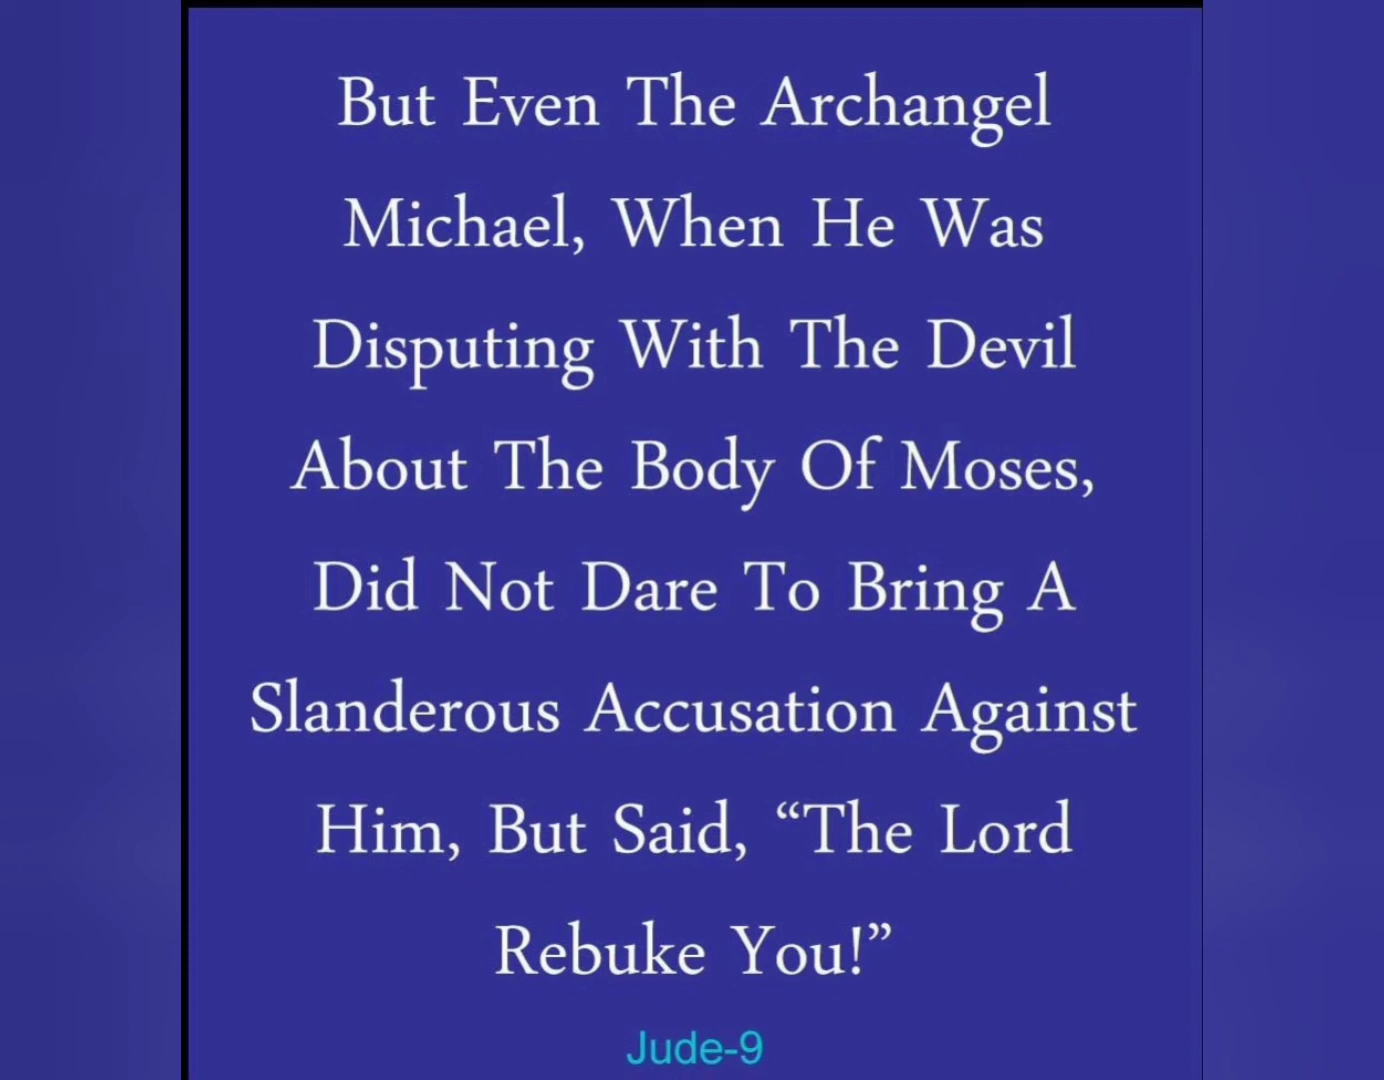 But Even The Archangel
Michael, When He Was
Disputing With The Devil
About The Body Of Moses,
Did Not Dare To Bring A
Slanderous Accusation Against
Him, But Said, “The Lord
Rebuke You!”
Jude-9